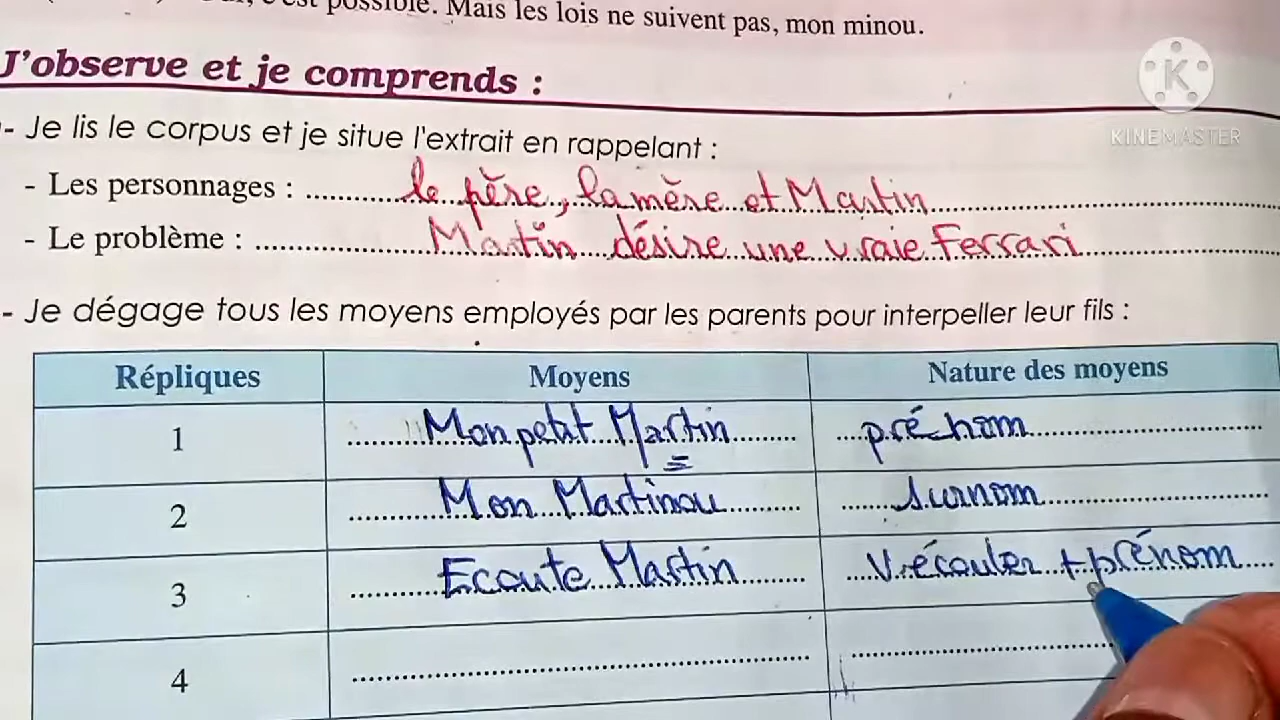 c'est possible. Mais les lois ne suivent pas, mon minou.
J'observe et je comprends :
K
KINEMASTER
- Je lis le corpus et je situe l'extrait en rappelant :
- Les personnages : ........le père, la mère et Martin........
- Le problème : ........Martin désire une vraie Ferrari........
- Je dégage tous les moyens employés par les parents pour interpeller leur fils :
Répliques Moyens Nature des moyens
1 Mon petit Martin prénom
2 Mon Martinou surnom
3 Ecoute Martin V. écouter + prénom
4